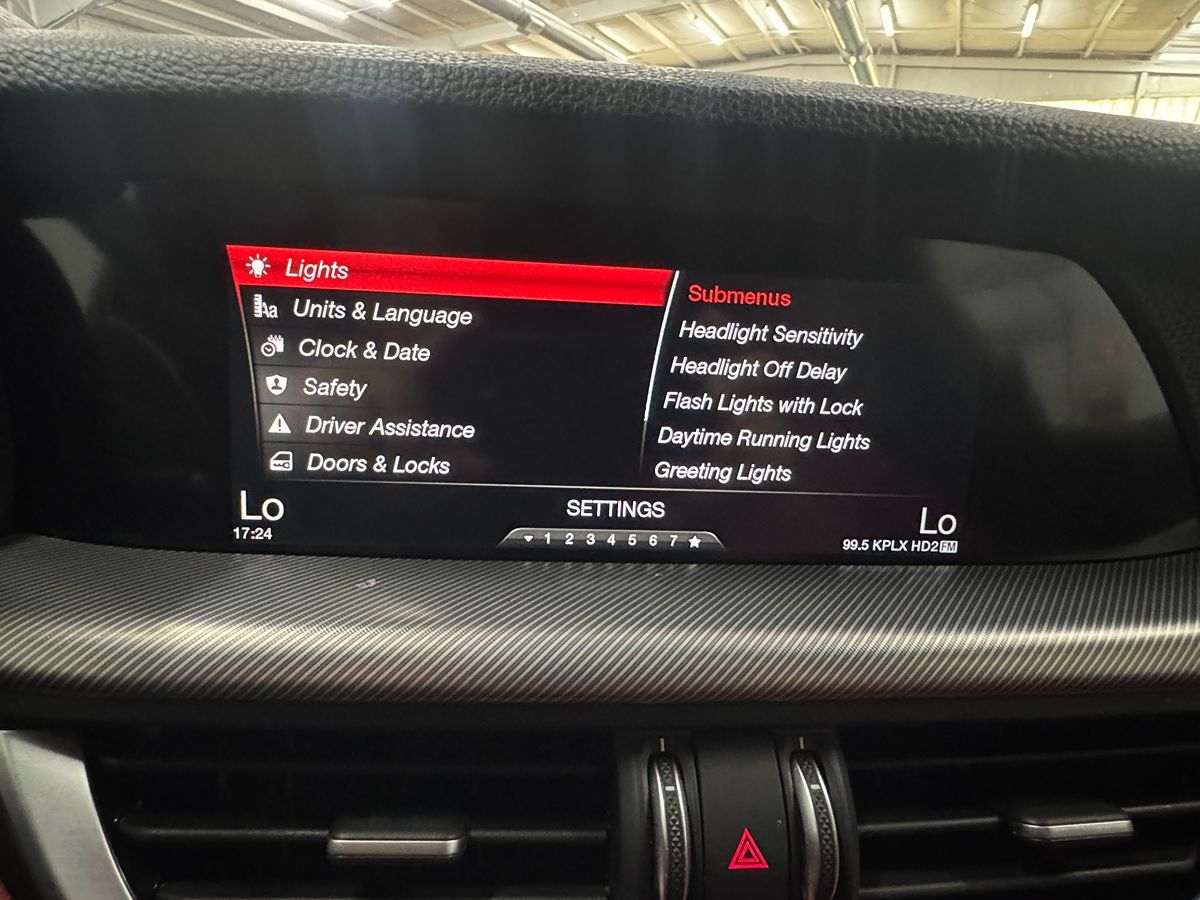 Lights
Units & Language
Clock & Date
Safety
Driver Assistance
Doors & Locks
Submenus
Headlight Sensitivity
Headlight Off Delay
Flash Lights with Lock
Daytime Running Lights
Greeting Lights
Lo
17:24
SETTINGS
1 2 3 4 5 6 7
Lo
99.5 KPLX HD2 FM